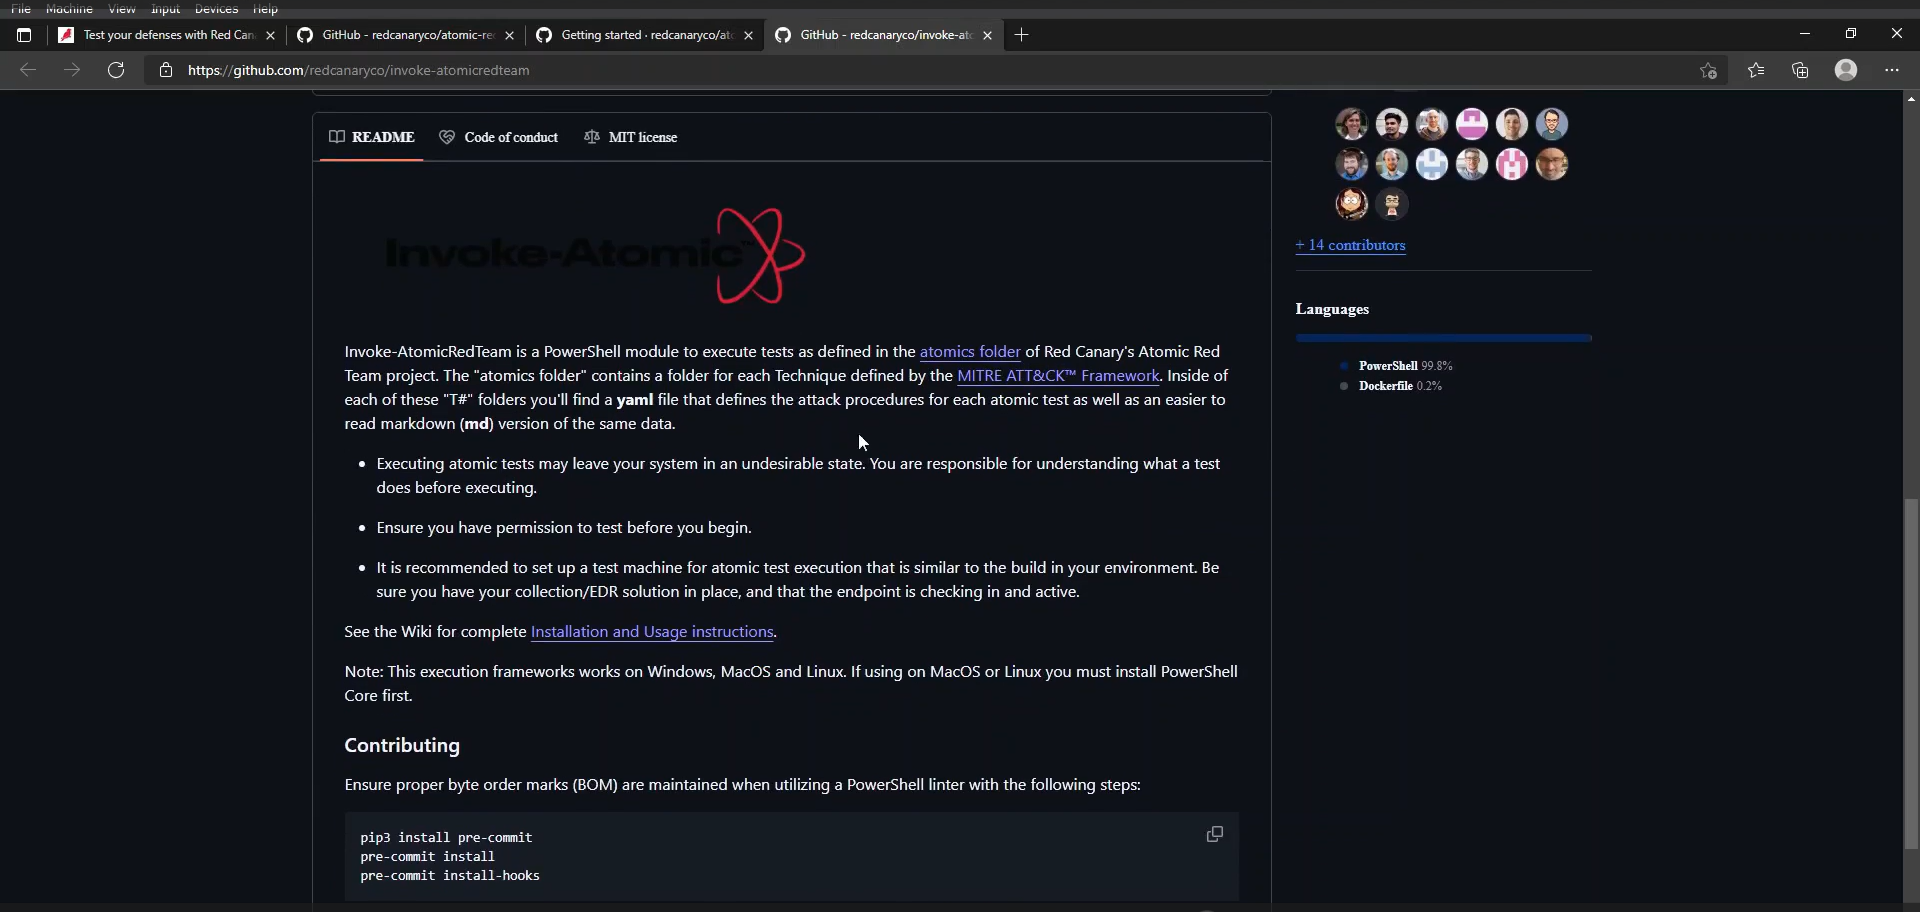 File Machine View Input Devices Help
Test your defenses with Red Can
GitHub - redcanaryco/atomic-re
Getting started · redcanaryco/at
GitHub - redcanaryco/invoke-at
https://github.com/redcanaryco/invoke-atomicredteam
README
Code of conduct
MIT license
Invoke-Atomic™
Invoke-AtomicRedTeam is a PowerShell module to execute tests as defined in the atomics folder of Red Canary's Atomic Red
Team project. The "atomics folder" contains a folder for each Technique defined by the MITRE ATT&CK™ Framework. Inside of
each of these "T#" folders you'll find a yaml file that defines the attack procedures for each atomic test as well as an easier to
read markdown (md) version of the same data.
• Executing atomic tests may leave your system in an undesirable state. You are responsible for understanding what a test
does before executing.
• Ensure you have permission to test before you begin.
• It is recommended to set up a test machine for atomic test execution that is similar to the build in your environment. Be
sure you have your collection/EDR solution in place, and that the endpoint is checking in and active.
See the Wiki for complete Installation and Usage instructions.
Note: This execution frameworks works on Windows, MacOS and Linux. If using on MacOS or Linux you must install PowerShell
Core first.
Contributing
Ensure proper byte order marks (BOM) are maintained when utilizing a PowerShell linter with the following steps:
pip3 install pre-commit
pre-commit install
pre-commit install-hooks
+ 14 contributors
Languages
PowerShell 99.8%
Dockerfile 0.2%